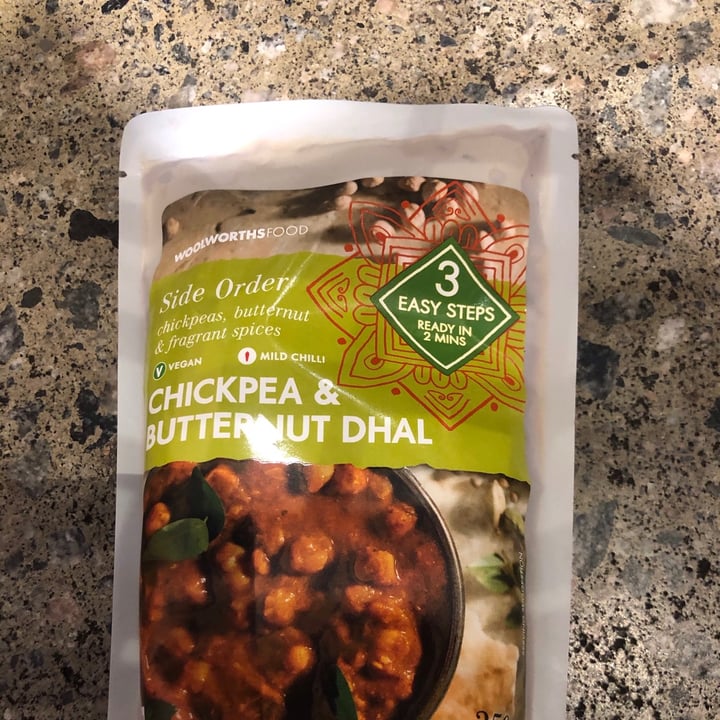 WOOLWORTHSFOOD
Side Order
chickpeas, butternut
& fragrant spices
V VEGAN
MILD CHILLI
CHICKPEA &
BUTTERNUT DHAL
3
EASY STEPS
READY IN
2 MINS